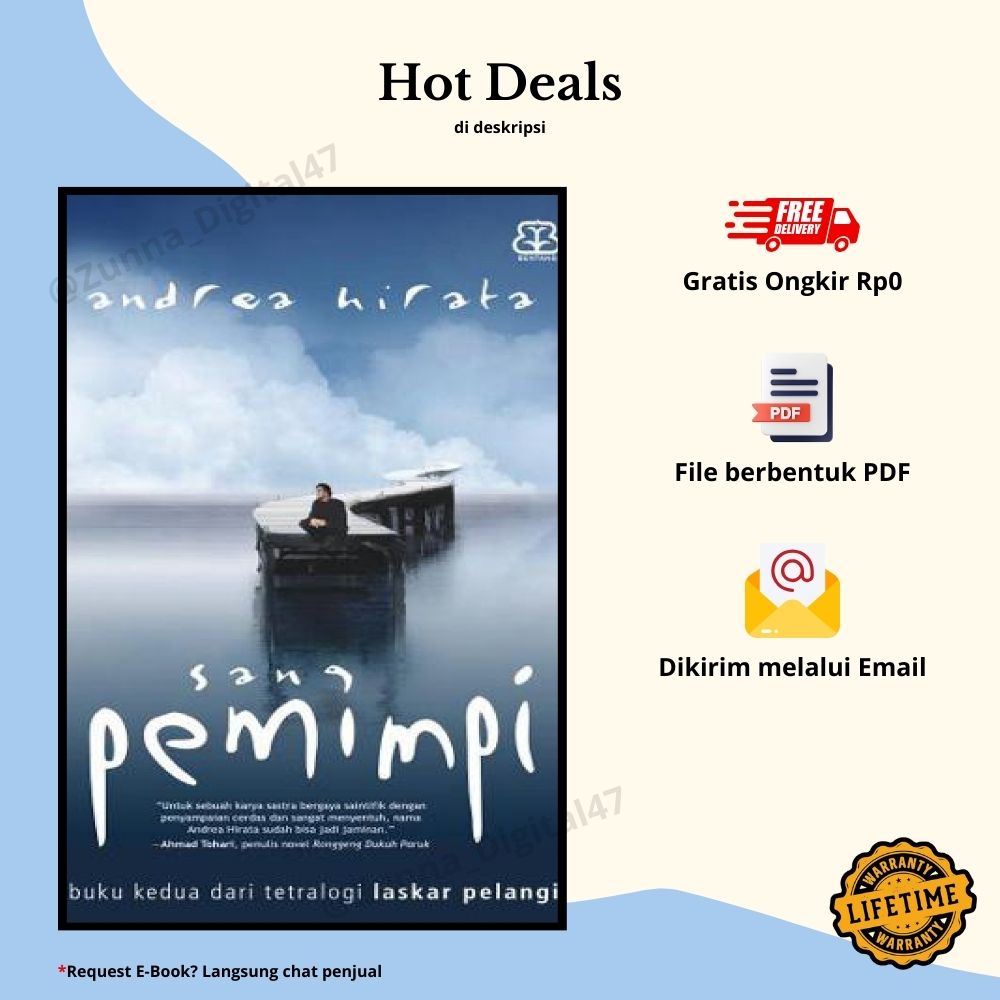 Hot Deals
di deskripsi
@Zunna_Digital47
BENTANG
andrea hirata
FREE
DELIVERY
Gratis Ongkir Rp0
PDF
File berbentuk PDF
@
Dikirim melalui Email
sang
pemimpi
"Untuk sebuah karya sastra bergaya saintifik dengan
penyampaian cerdas dan sangat menyentuh, nama
Andrea Hirata sudah bisa jadi jaminan."
—Ahmad Tohari, penulis novel Ronggeng Dukuh Paruk
@Zunna_Digital47
buku kedua dari tetralogi laskar pelangi
WARRANTY
LIFETIME
WARRANTY
*Request E-Book? Langsung chat penjual